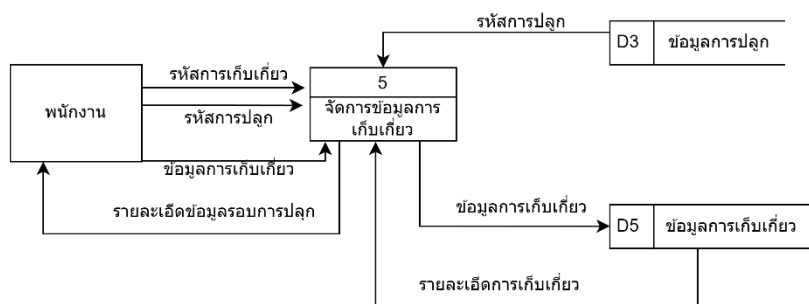 รหัสการปลูก
D3
ข้อมูลการปลูก
รหัสการเก็บเกี่ยว
5
พนักงาน
รหัสการปลูก
จัดการข้อมูลการ
เก็บเกี่ยว
ข้อมูลการเก็บเกี่ยว
รายละเอียดข้อมูลรอบการปลุก
ข้อมูลการเก็บเกี่ยว
D5
ข้อมูลการเก็บเกี่ยว
รายละเอียดการเก็บเกี่ยว